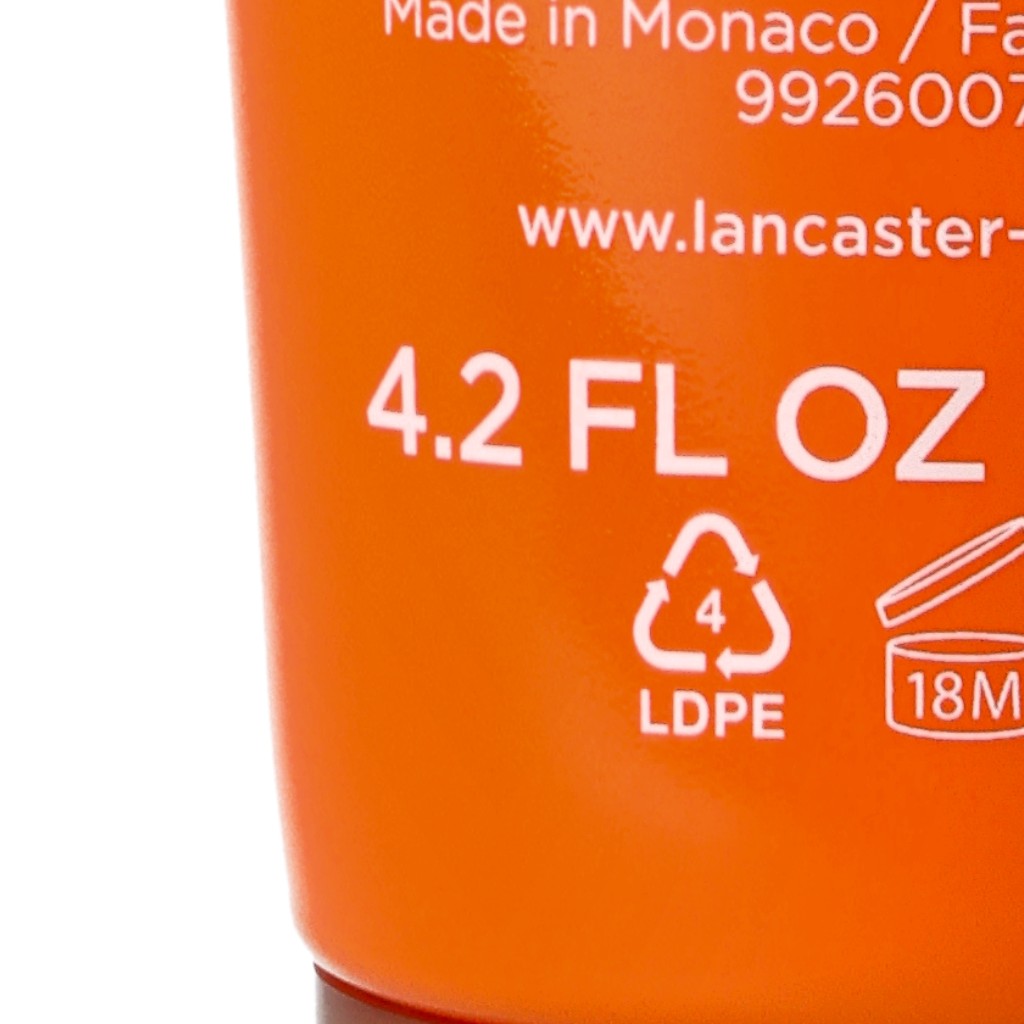 Made in Monaco / Fa
9926007
www.lancaster-
4.2 FL OZ
4
LDPE
18M